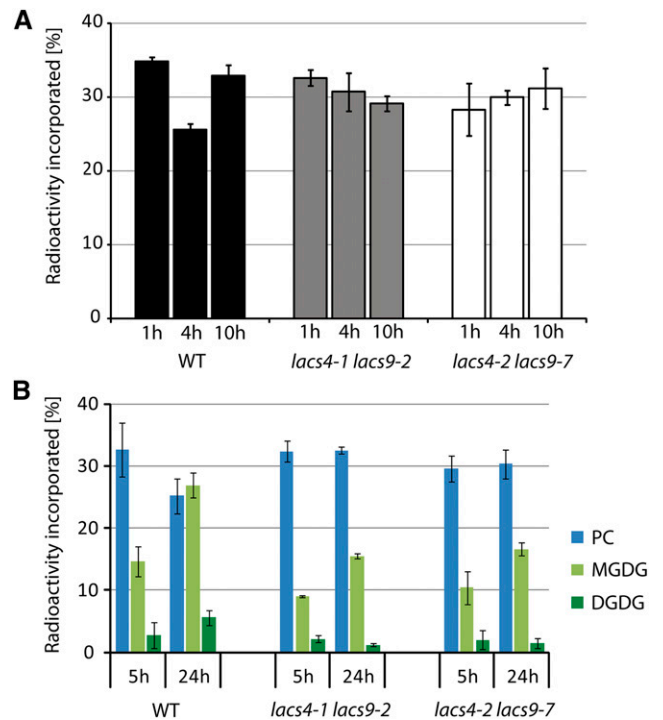 A
Radioactivity incorporated [%]
40
30
20
10
0
1h 4h 10h 1h 4h 10h 1h 4h 10h
WT lacs4-1 lacs9-2 lacs4-2 lacs9-7
B
Radioactivity incorporated [%]
40
30
20
10
0
PC
MGDG
DGDG
5h 24h 5h 24h 5h 24h
WT lacs4-1 lacs9-2 lacs4-2 lacs9-7